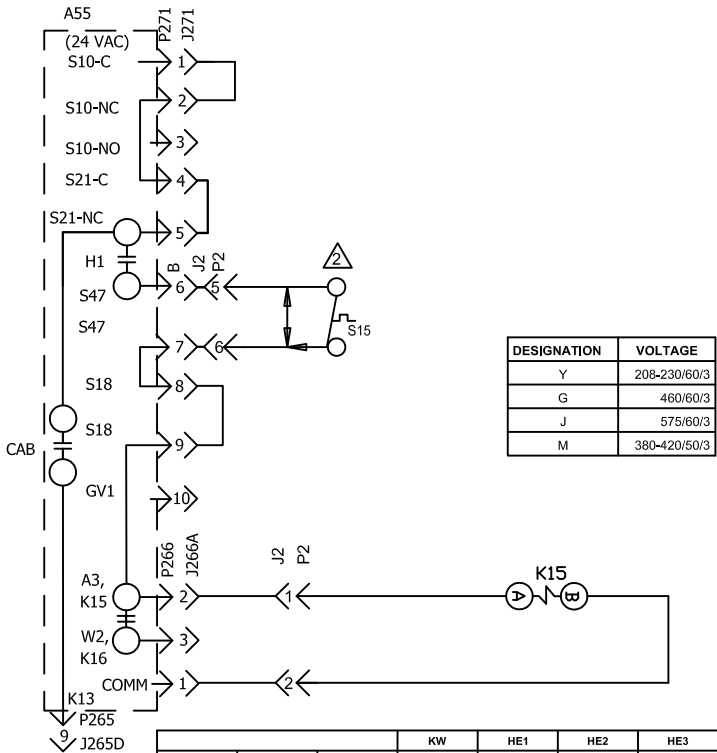 A55
(24 VAC)
P271
J271
S10-C
1
S10-NC
2
S10-NO
3
S21-C
4
S21-NC
5
H1
B
J2
P2
2
S47
6
5
S15
S47
7
6
S18
8
S18
9
CAB
GV1
10
DESIGNATION VOLTAGE
Y 208-230/60/3
G 460/60/3
J 575/60/3
M 380-420/50/3
P266
J266A
J2
P2
A3,
K15
2
1
A
K15
B
W2,
K16
3
COMM
1
2
K13
P265
9
J265D
KW HE1 HE2 HE3